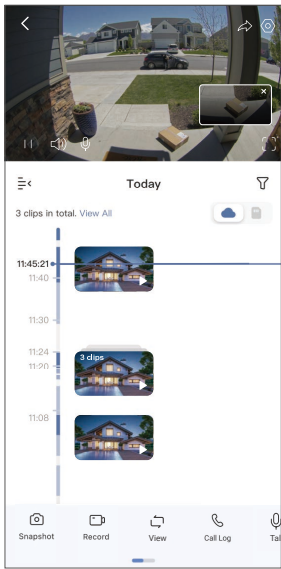 Today
3 clips in total. View All
11:45:21
11:40
11:30
11:24
3 clips
11:20
11:08
Snapshot
Record
View
Call Log
Tal